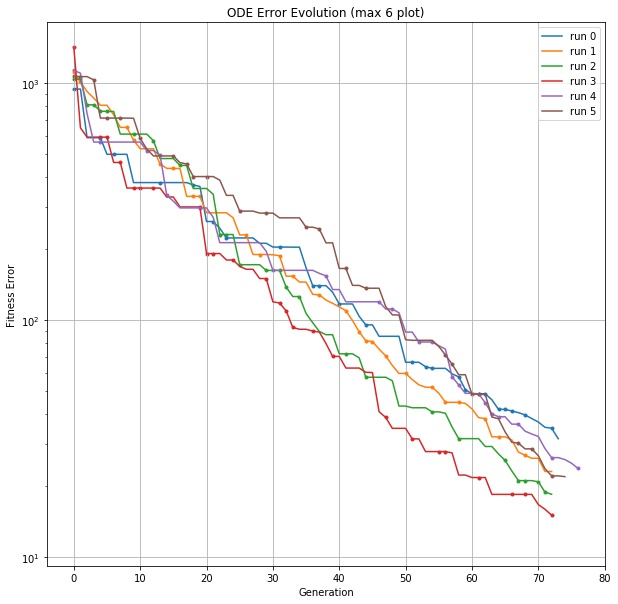 ODE Error Evolution (max 6 plot)
run 0
run 1
run 2
run 3
run 4
run 5
Fitness Error
10³
10²
10¹
0 10 20 30 40 50 60 70 80
Generation